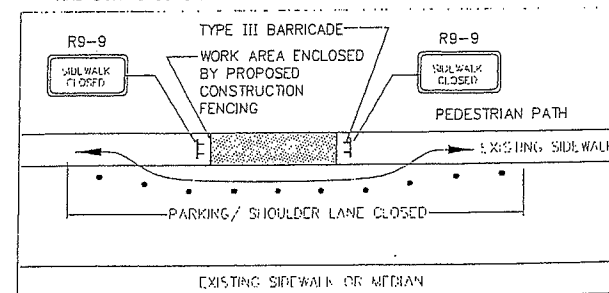 TYPE III BARRICADE
R9-9
R9-9
SIDEWALK
CLOSED
WORK AREA ENCLOSED
BY PROPOSED
CONSTRUCTION
FENCING
SIDEWALK
CLOSED
PEDESTRIAN PATH
EXISTING SIDEWALK
PARKING/ SHOULDER LANE CLOSED
EXISTING SIDEWALK OR MEDIAN